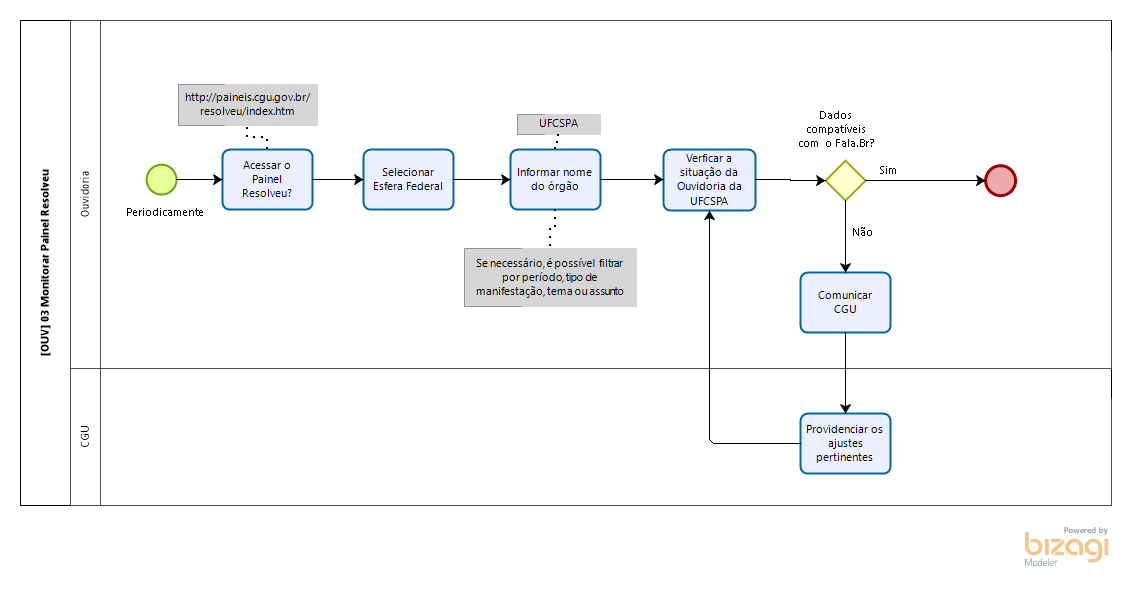 [OUV] 03 Monitorar Painel Resolveu
Ouvidoria
http://paineis.cgu.gov.br/
resolveu/index.htm
Periodicamente
Acessar o
Painel
Resolveu?
Selecionar
Esfera Federal
UFCSPA
Informar nome
do órgão
Se necessário, é possível filtrar
por período, tipo de
manifestação, tema ou assunto
Verficar a
situação da
Ouvidoria da
UFCSPA
Dados
compatíveis
com o Fala.Br?
Sim
Não
Comunicar
CGU
CGU
Providenciar os
ajustes
pertinentes
Powered by
bizagi
Modeler